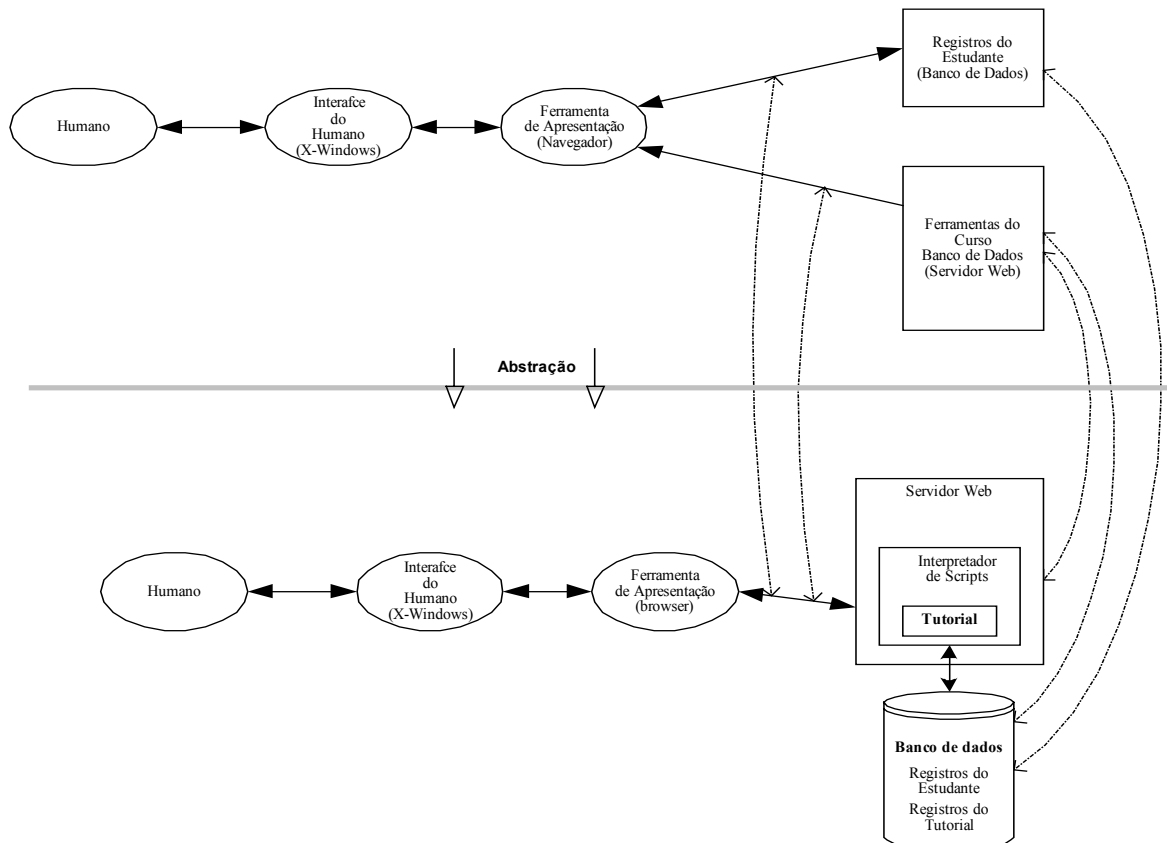 Humano
Interafce
do
Humano
(X-Windows)
Ferramenta
de Apresentação
(Navegador)
Registros do
Estudante
(Banco de Dados)
Ferramentas do
Curso
Banco de Dados
(Servidor Web)
Abstração
Humano
Interafce
do
Humano
(X-Windows)
Ferramenta
de Apresentação
(browser)
Servidor Web
Interpretador
de Scripts
Tutorial
Banco de dados
Registros do
Estudante
Registros do
Tutorial